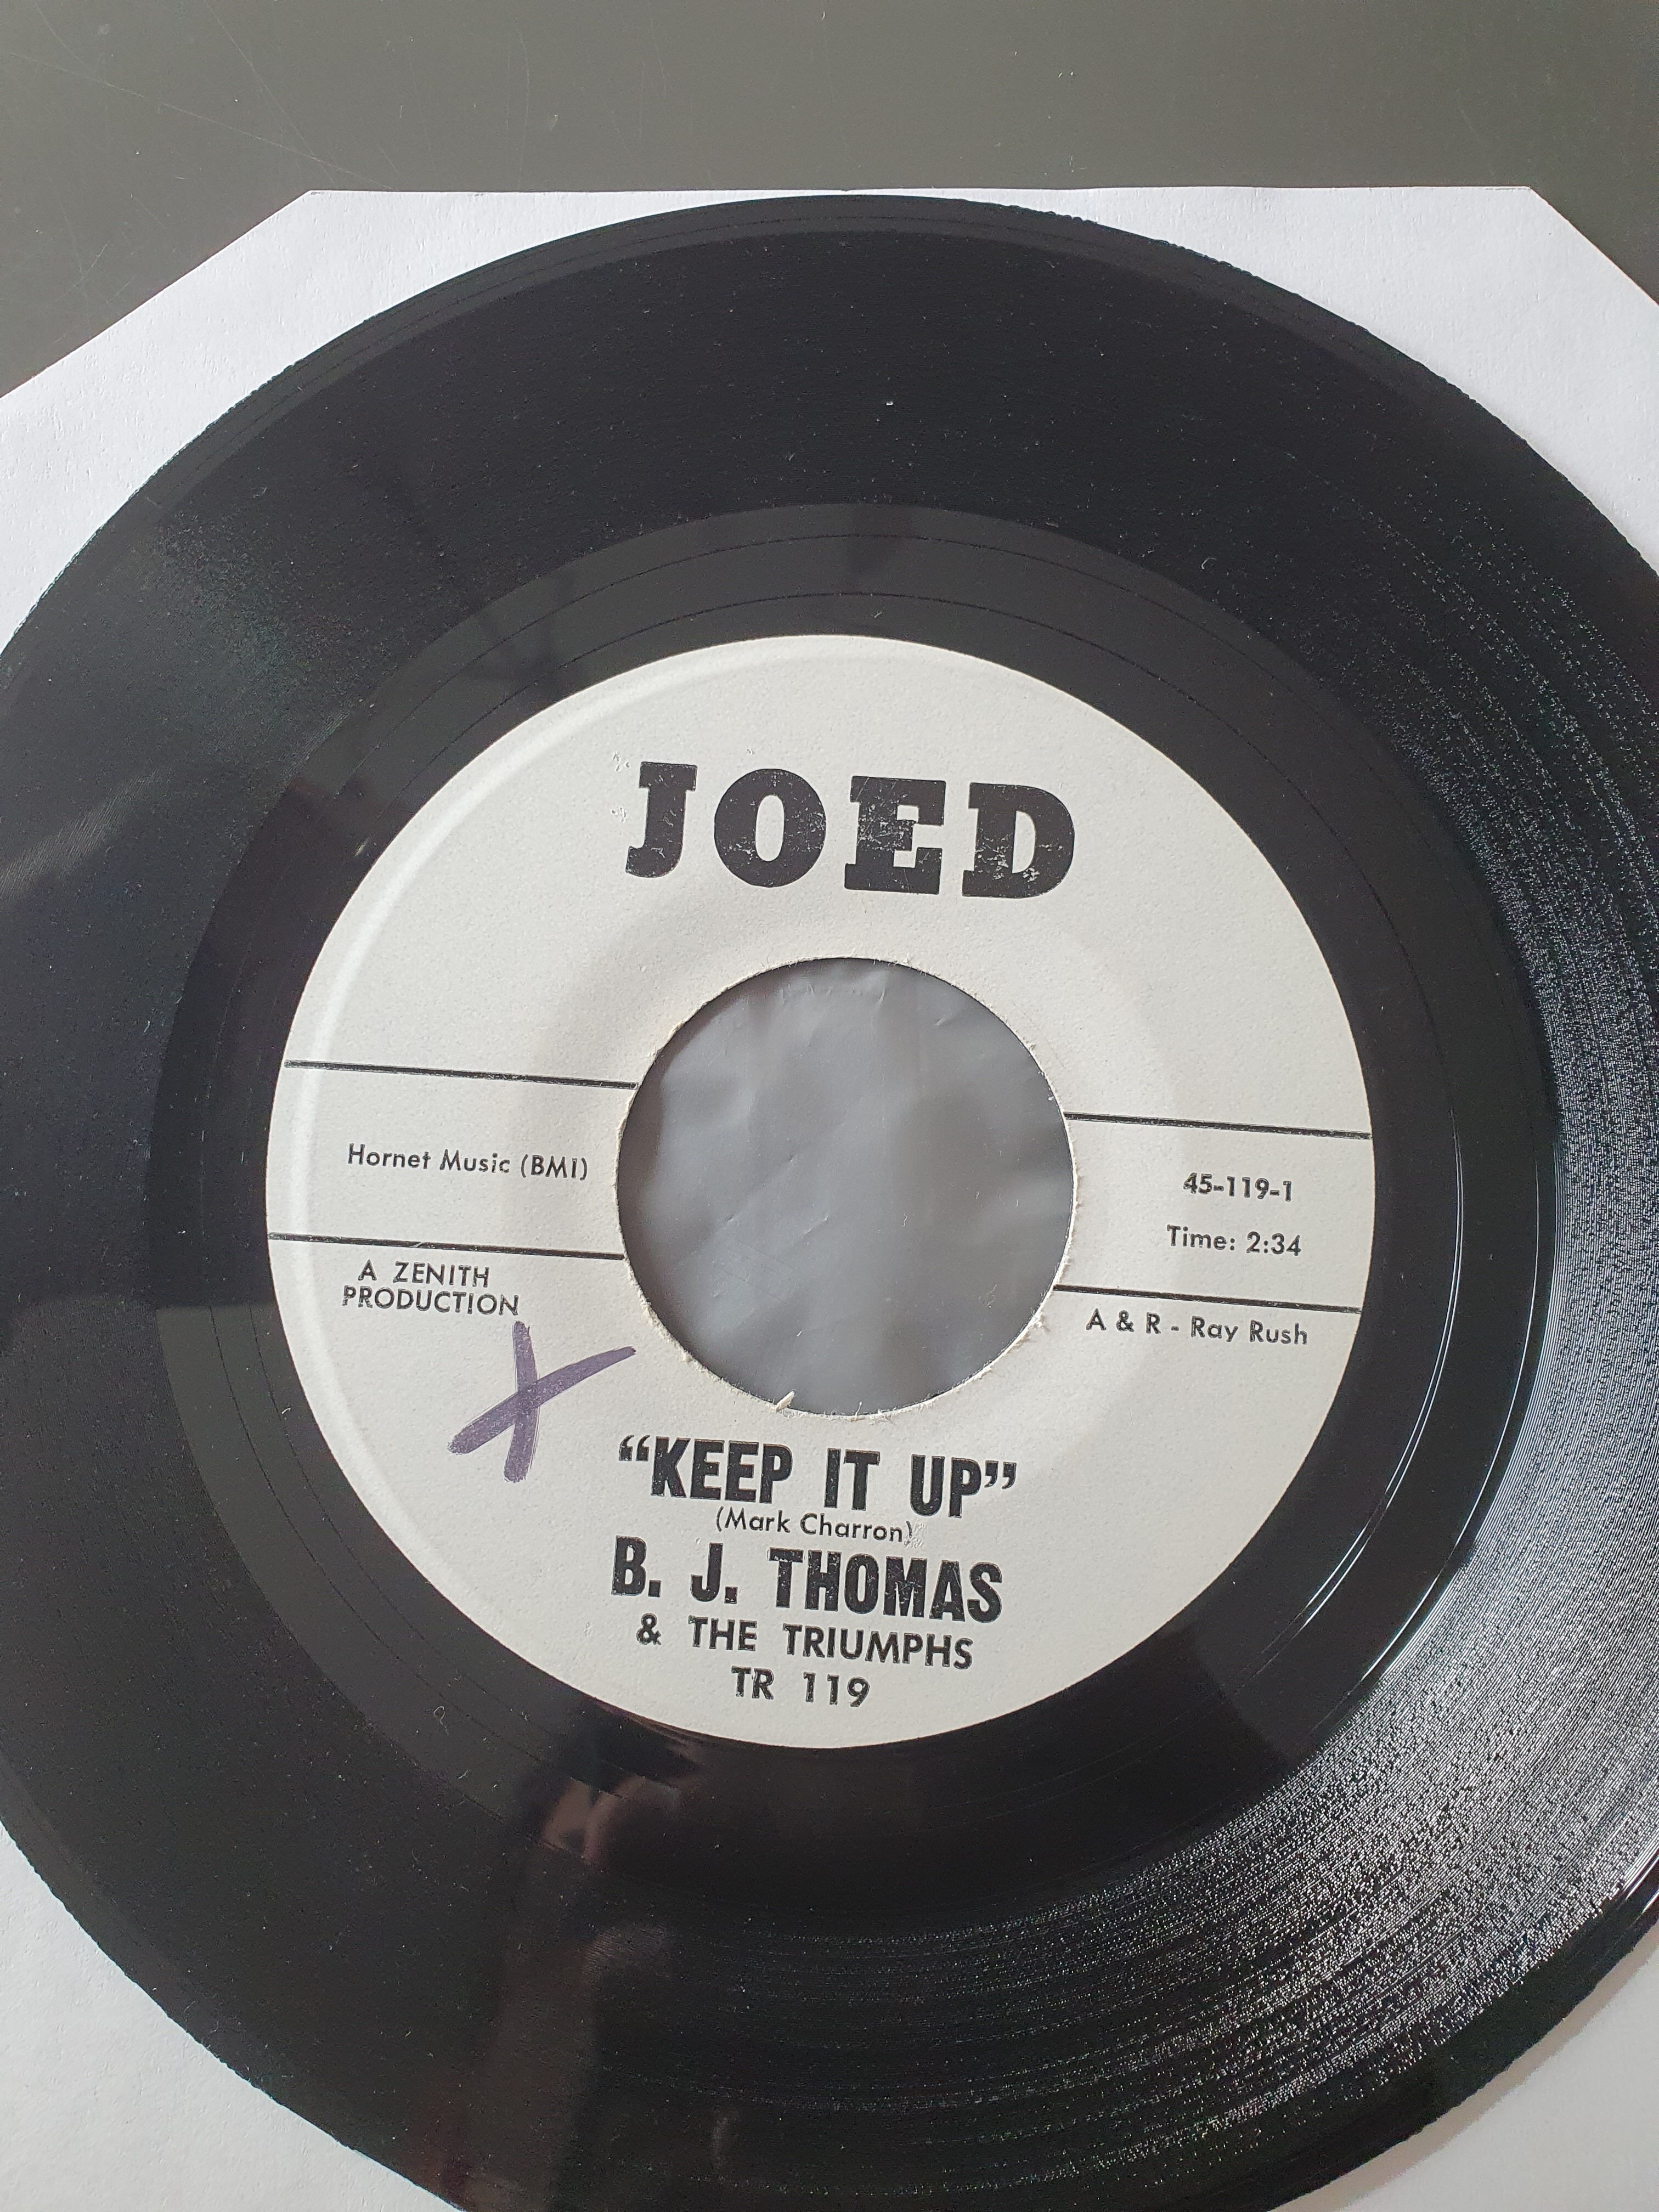 JOED
Hornet Music (BMI)
45-119-1
Time: 2:34
A ZENITH
PRODUCTION
A & R - Ray Rush
X
“KEEP IT UP”
(Mark Charron)
B. J. THOMAS
& THE TRIUMPHS
TR 119